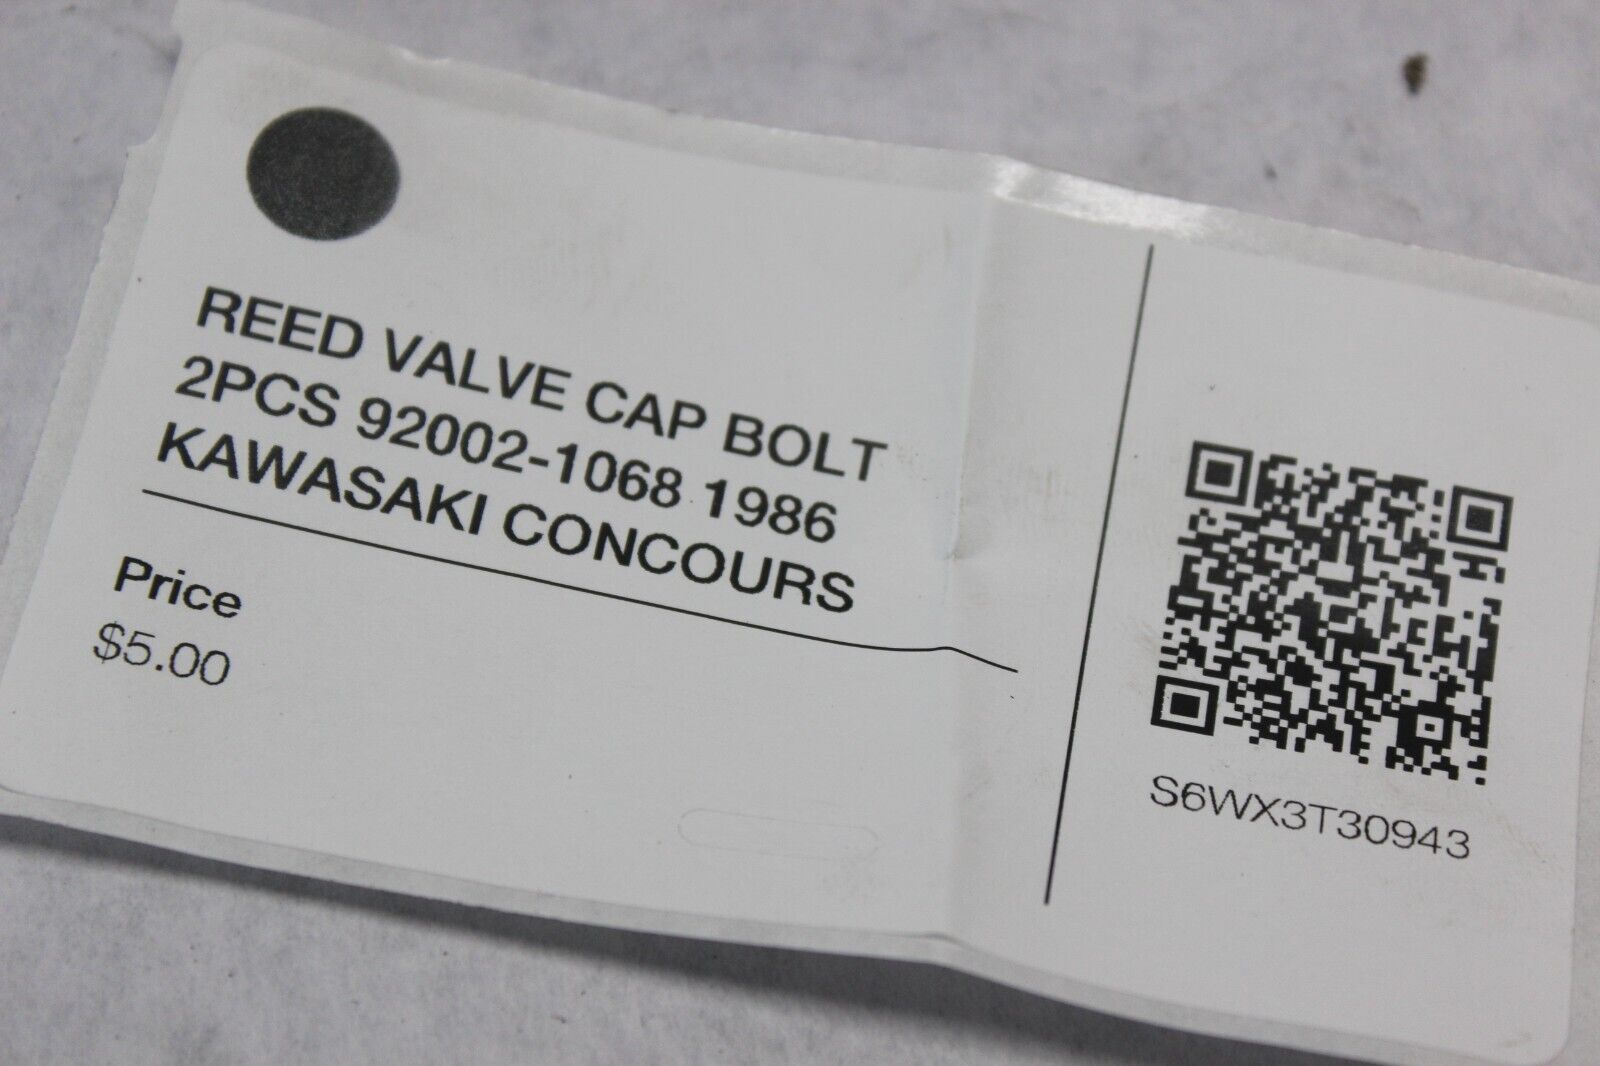 REED VALVE CAP BOLT
2PCS 92002-1068 1986
KAWASAKI CONCOURS
Price
$5.00
S6WX3T30943